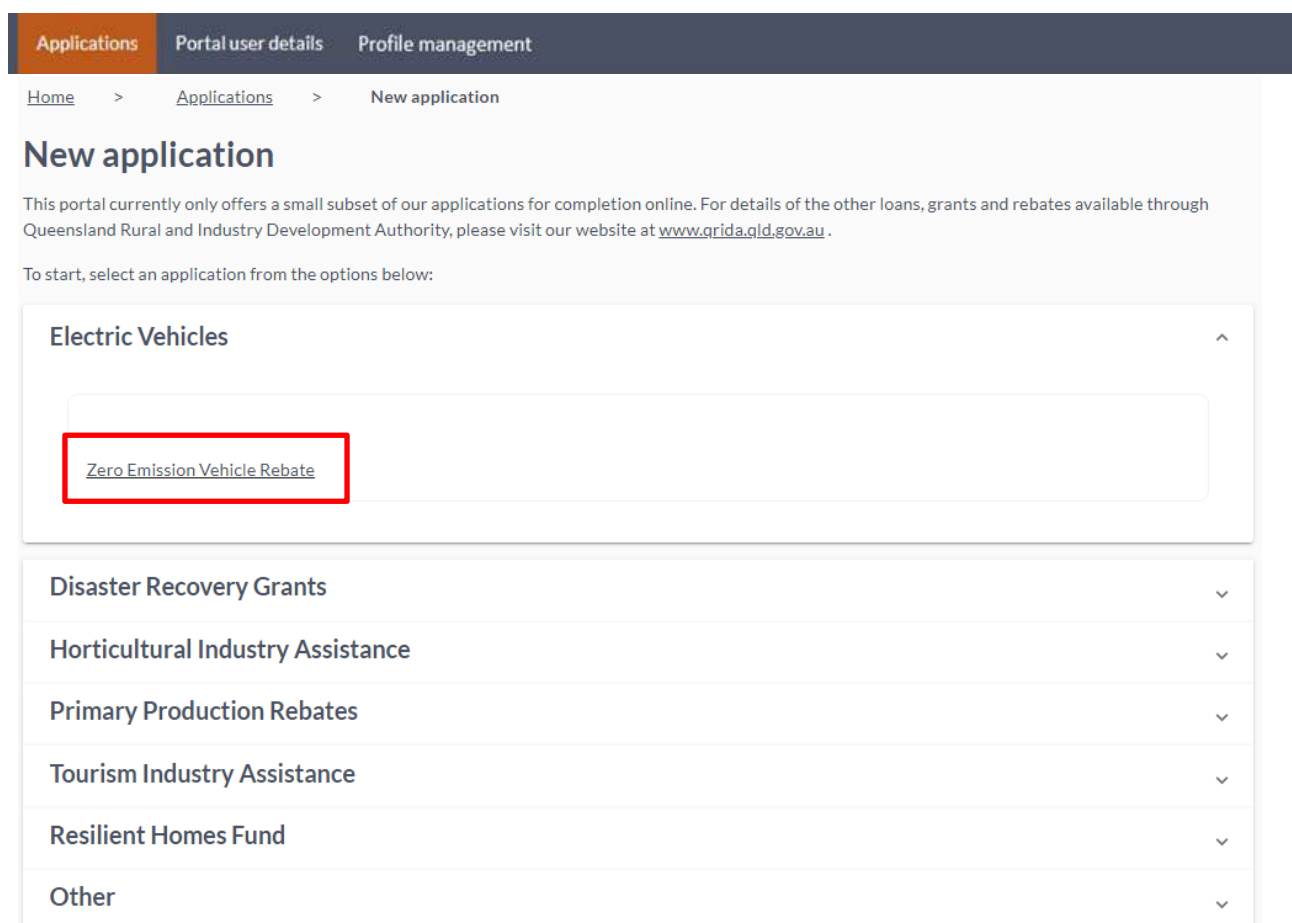 Applications Portal user details Profile management
Home > Applications > New application
New application
This portal currently only offers a small subset of our applications for completion online. For details of the other loans, grants and rebates available through
Queensland Rural and Industry Development Authority, please visit our website at www.qrida.qld.gov.au .
To start, select an application from the options below:
Electric Vehicles
Zero Emission Vehicle Rebate
Disaster Recovery Grants
Horticultural Industry Assistance
Primary Production Rebates
Tourism Industry Assistance
Resilient Homes Fund
Other